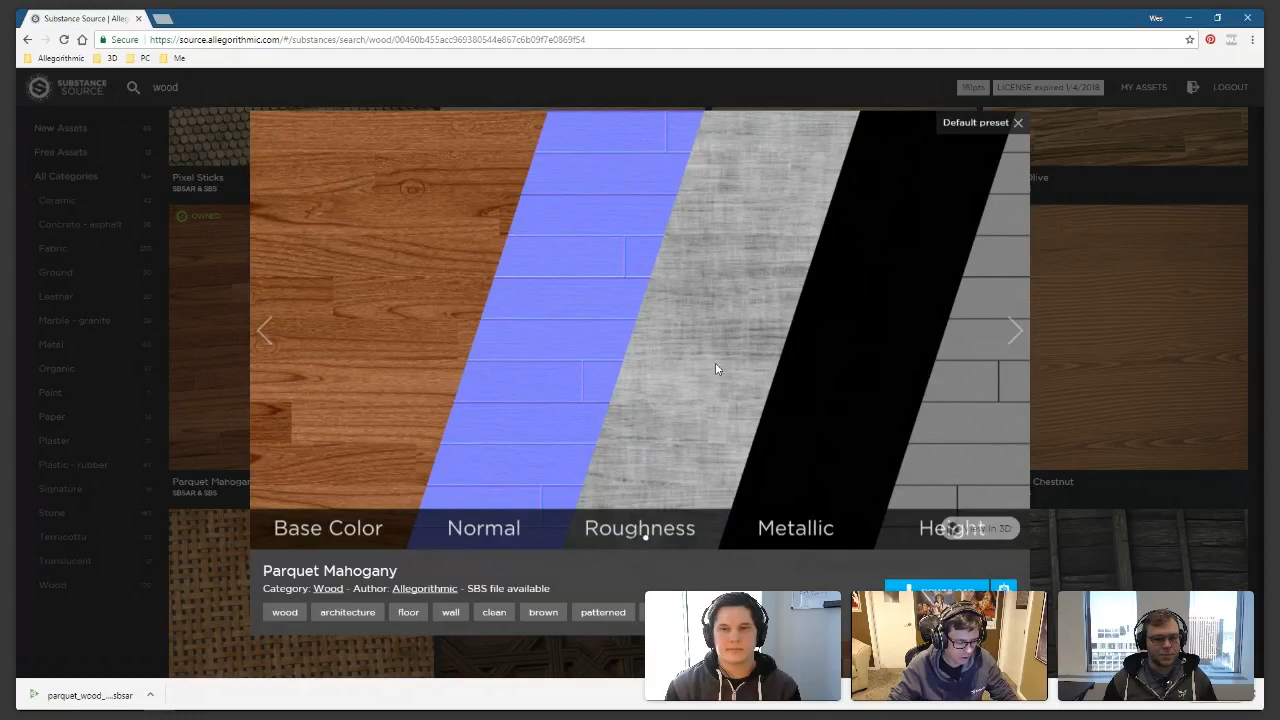 Substance Source | Alleg
Wes
Secure
https://source.allegorithmic.com/#/substances/search/wood/00460b455acc969380544e867c6b09f7e0869f54
Allegorithmic
3D
PC
Me
SUBSTANCE
SOURCE
wood
161pts
LICENSE expired 1/4/2018
MY ASSETS
LOGOUT
New Assets
Free Assets
All Categories
Ceramic
Concrete - asphalt
Fabric
Ground
Leather
Marble - granite
Metal
Organic
Paint
Paper
Plaster
Plastic - rubber
Signature
Stone
Terracotta
Translucent
Wood
Default preset
Pixel Sticks
SBSAR & SBS
Olive
OWNED
Parquet Mahogany
SBSAR & SBS
Chestnut
Base Color
Normal
Roughness
Metallic
Height
in 3D
Parquet Mahogany
Category: Wood - Author: Allegorithmic - SBS file available
wood
architecture
floor
wall
clean
brown
patterned
parquet_wood_....sbsar